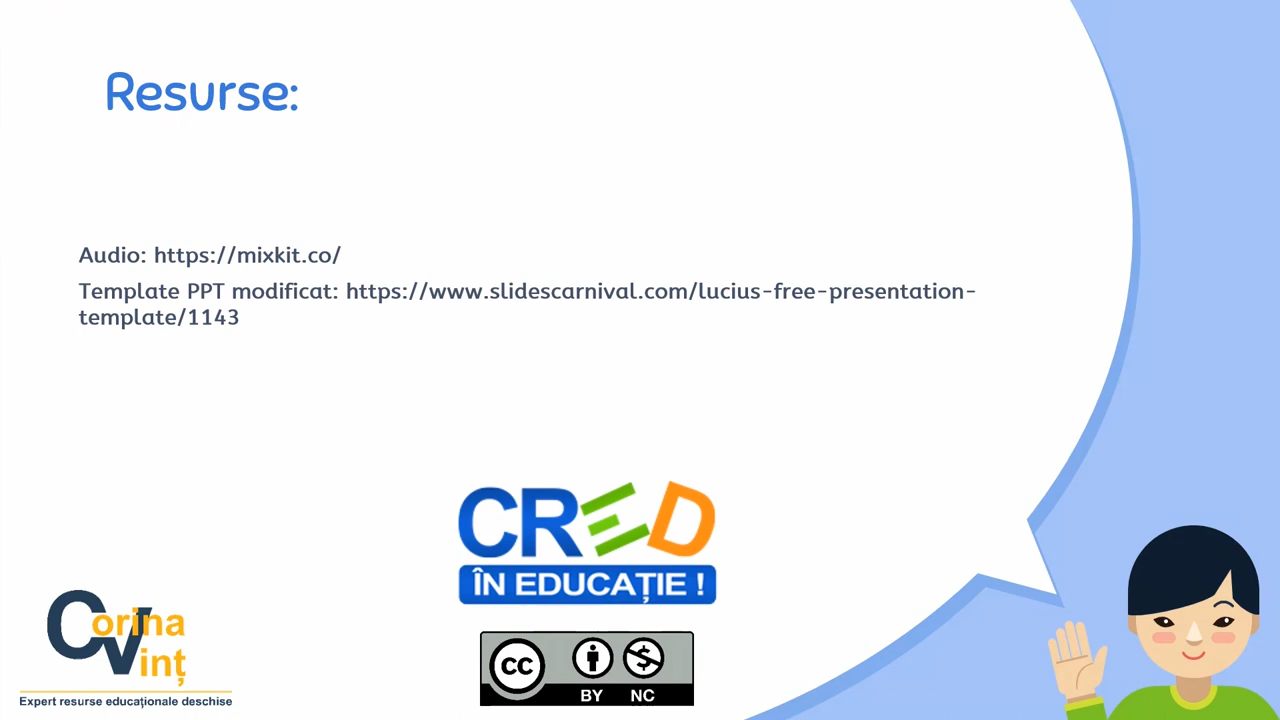 Resurse:
Audio: https://mixkit.co/
Template PPT modificat: https://www.slidescarnival.com/lucius-free-presentation-
template/1143
CRED
ÎN EDUCAȚIE !
Corina
Vinț
Expert resurse educaționale deschise
CC
BY NC